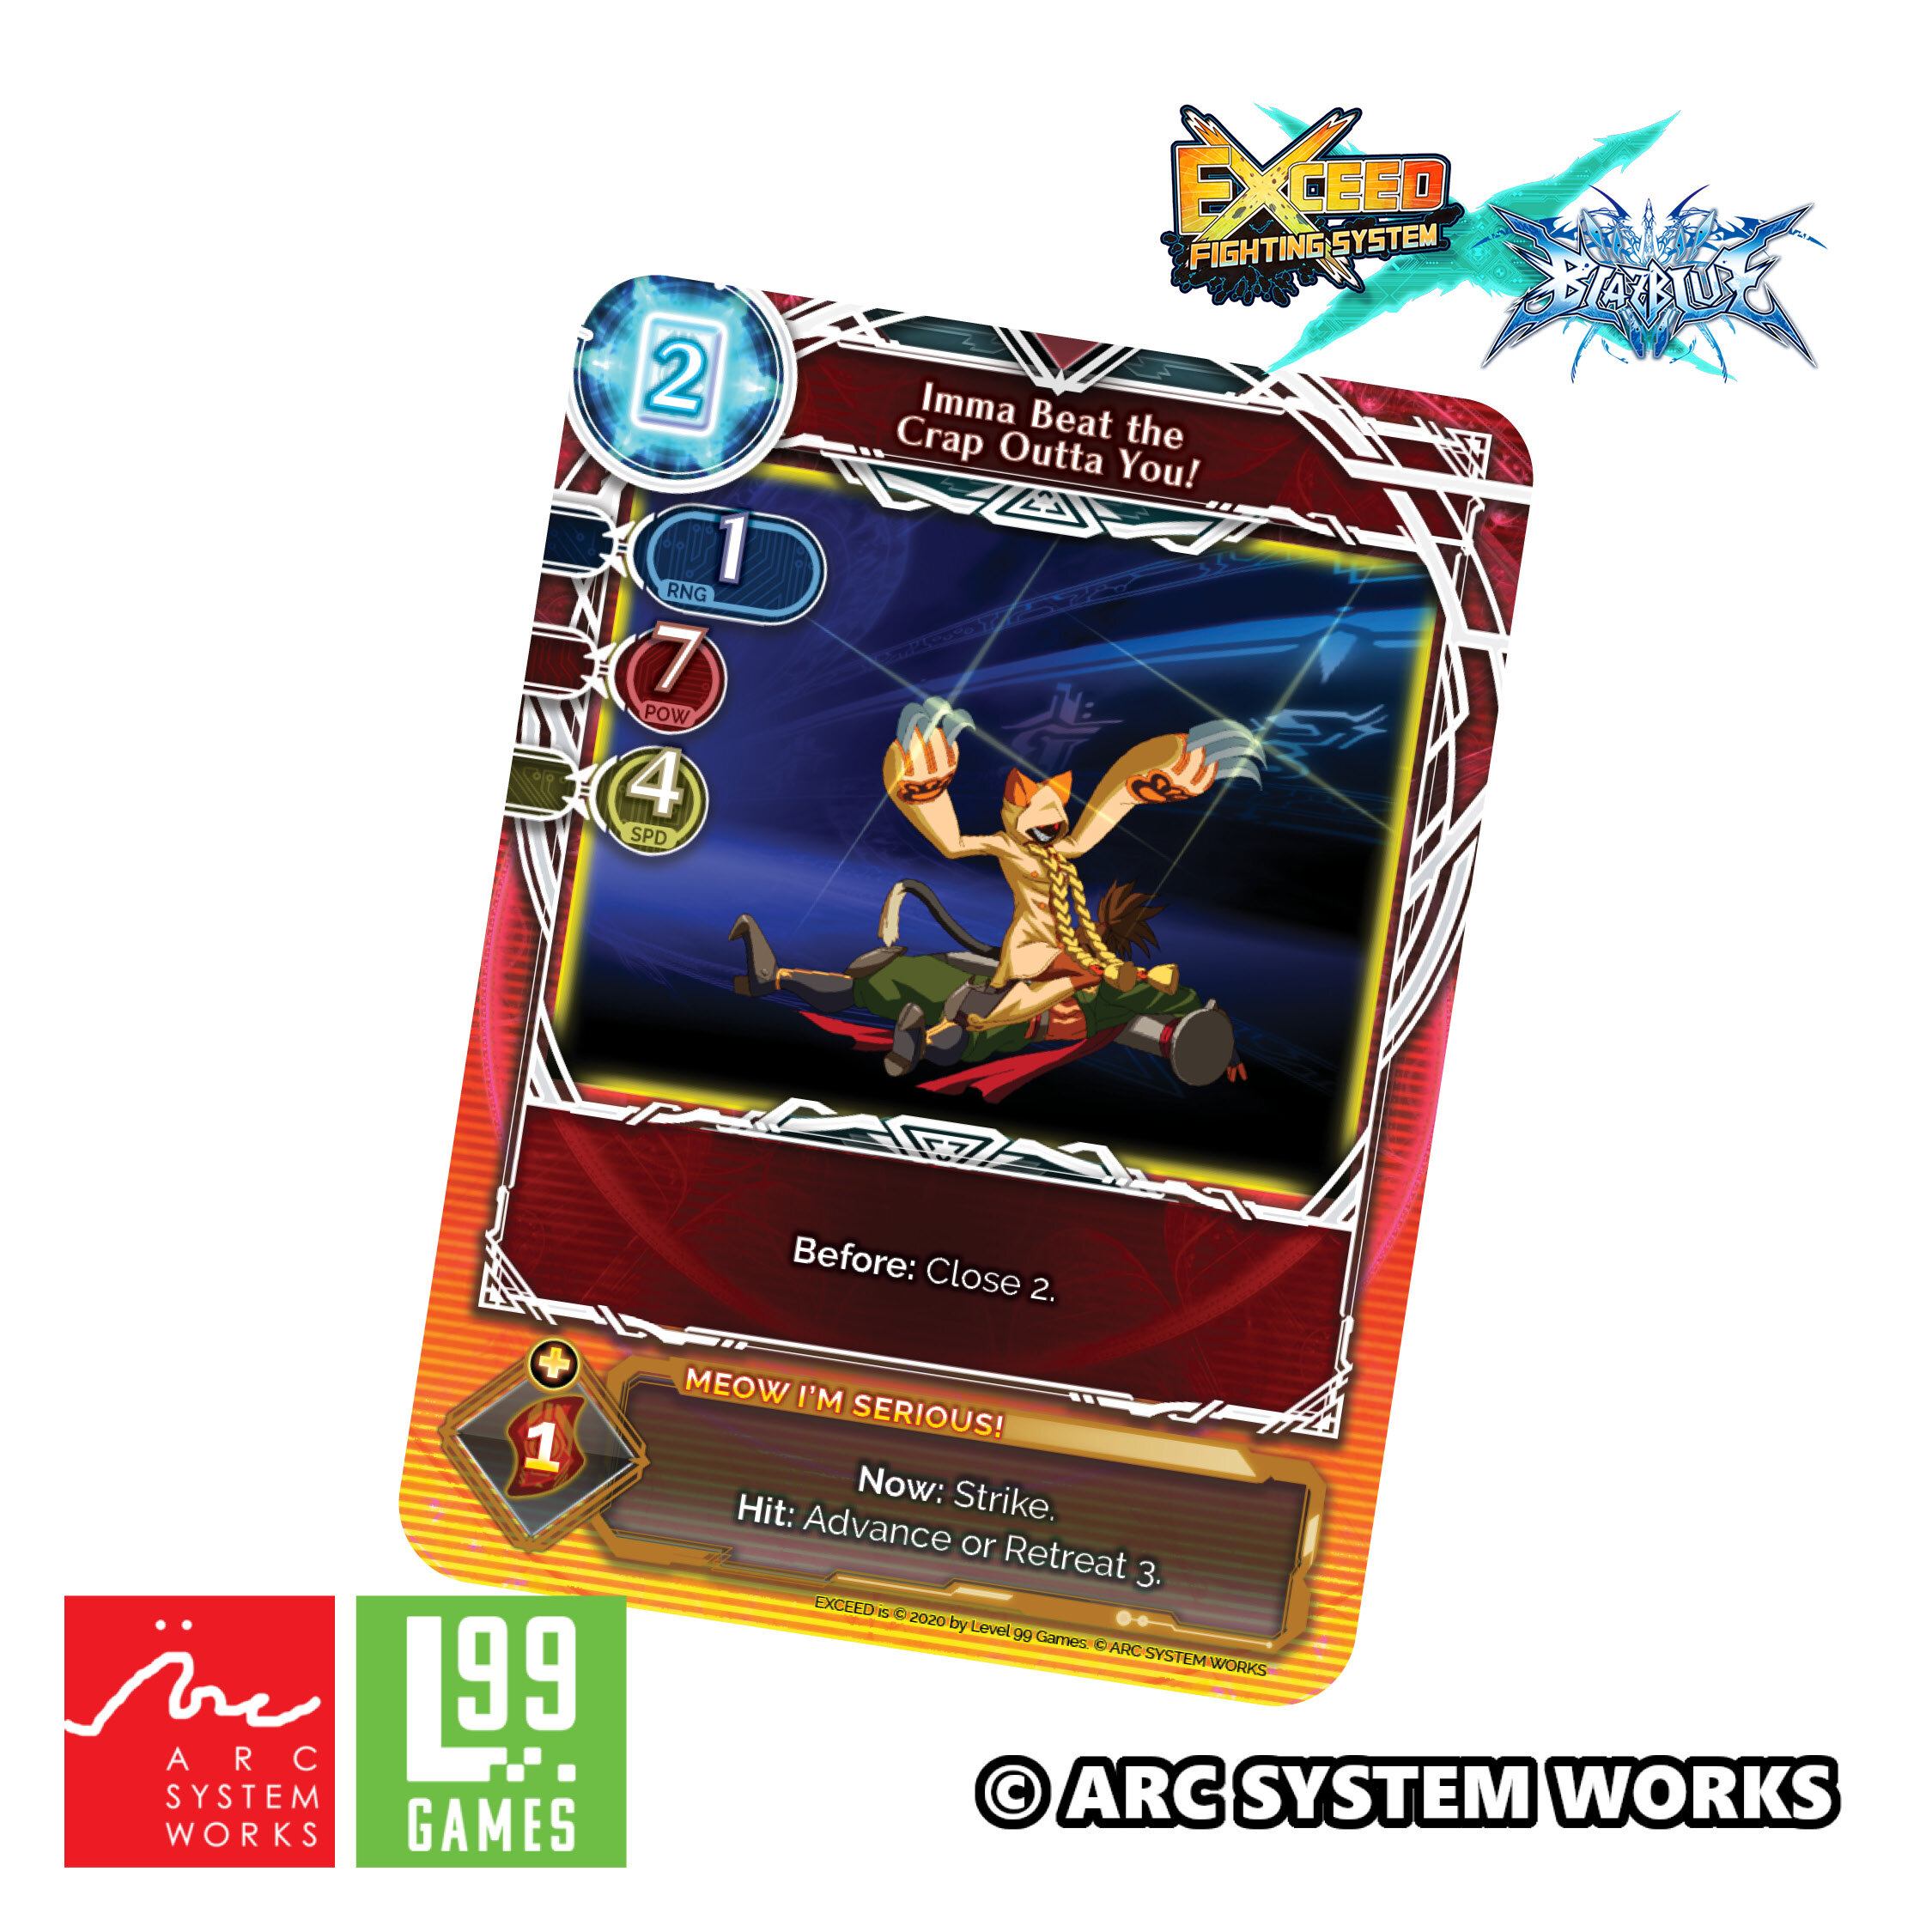 EXCEED
FIGHTING SYSTEM
BLAZBLUE
2
Imma Beat the
Crap Outta You!
1
RNG
7
POW
4
SPD
Before: Close 2.
+
1
MEOW I'M SERIOUS!
Now: Strike.
Hit: Advance or Retreat 3.
EXCEED is © 2020 by Level 99 Games. © ARC SYSTEM WORKS
Arc
ARC
SYSTEM
WORKS
L99
GAMES
© ARC SYSTEM WORKS